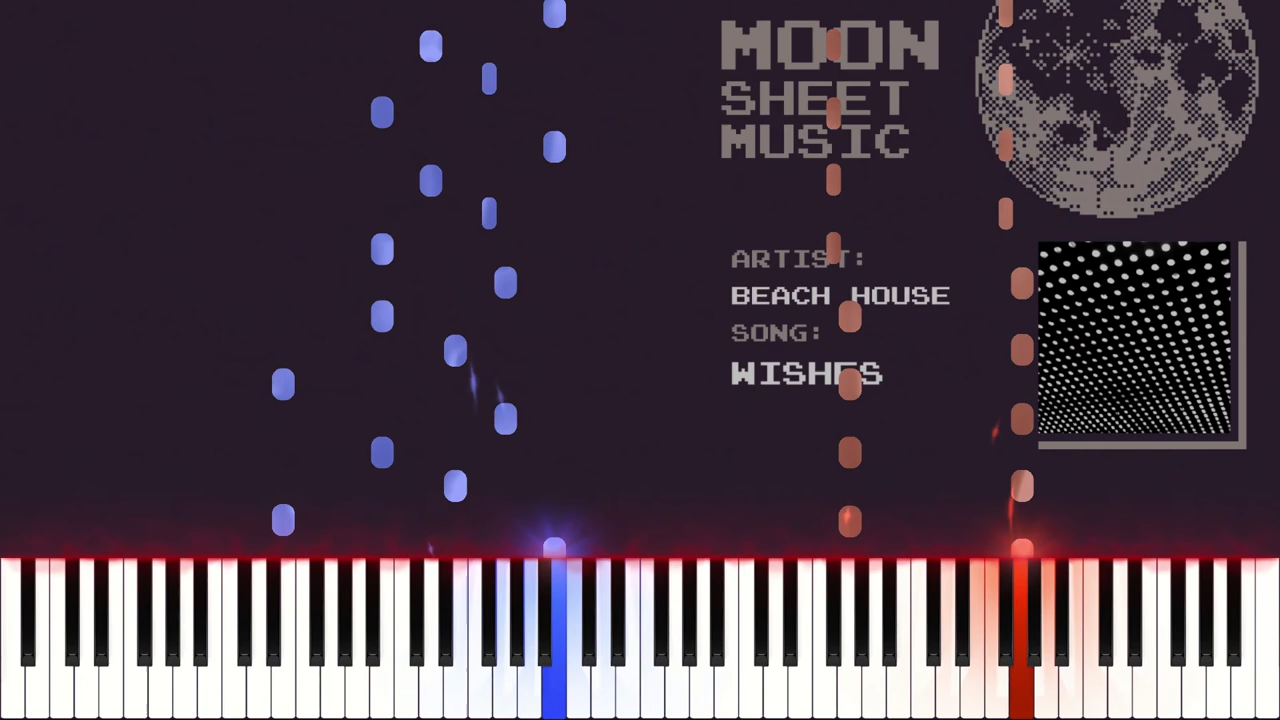 MOON
SHEET
MUSIC
ARTIST:
BEACH HOUSE
SONG:
WISHES